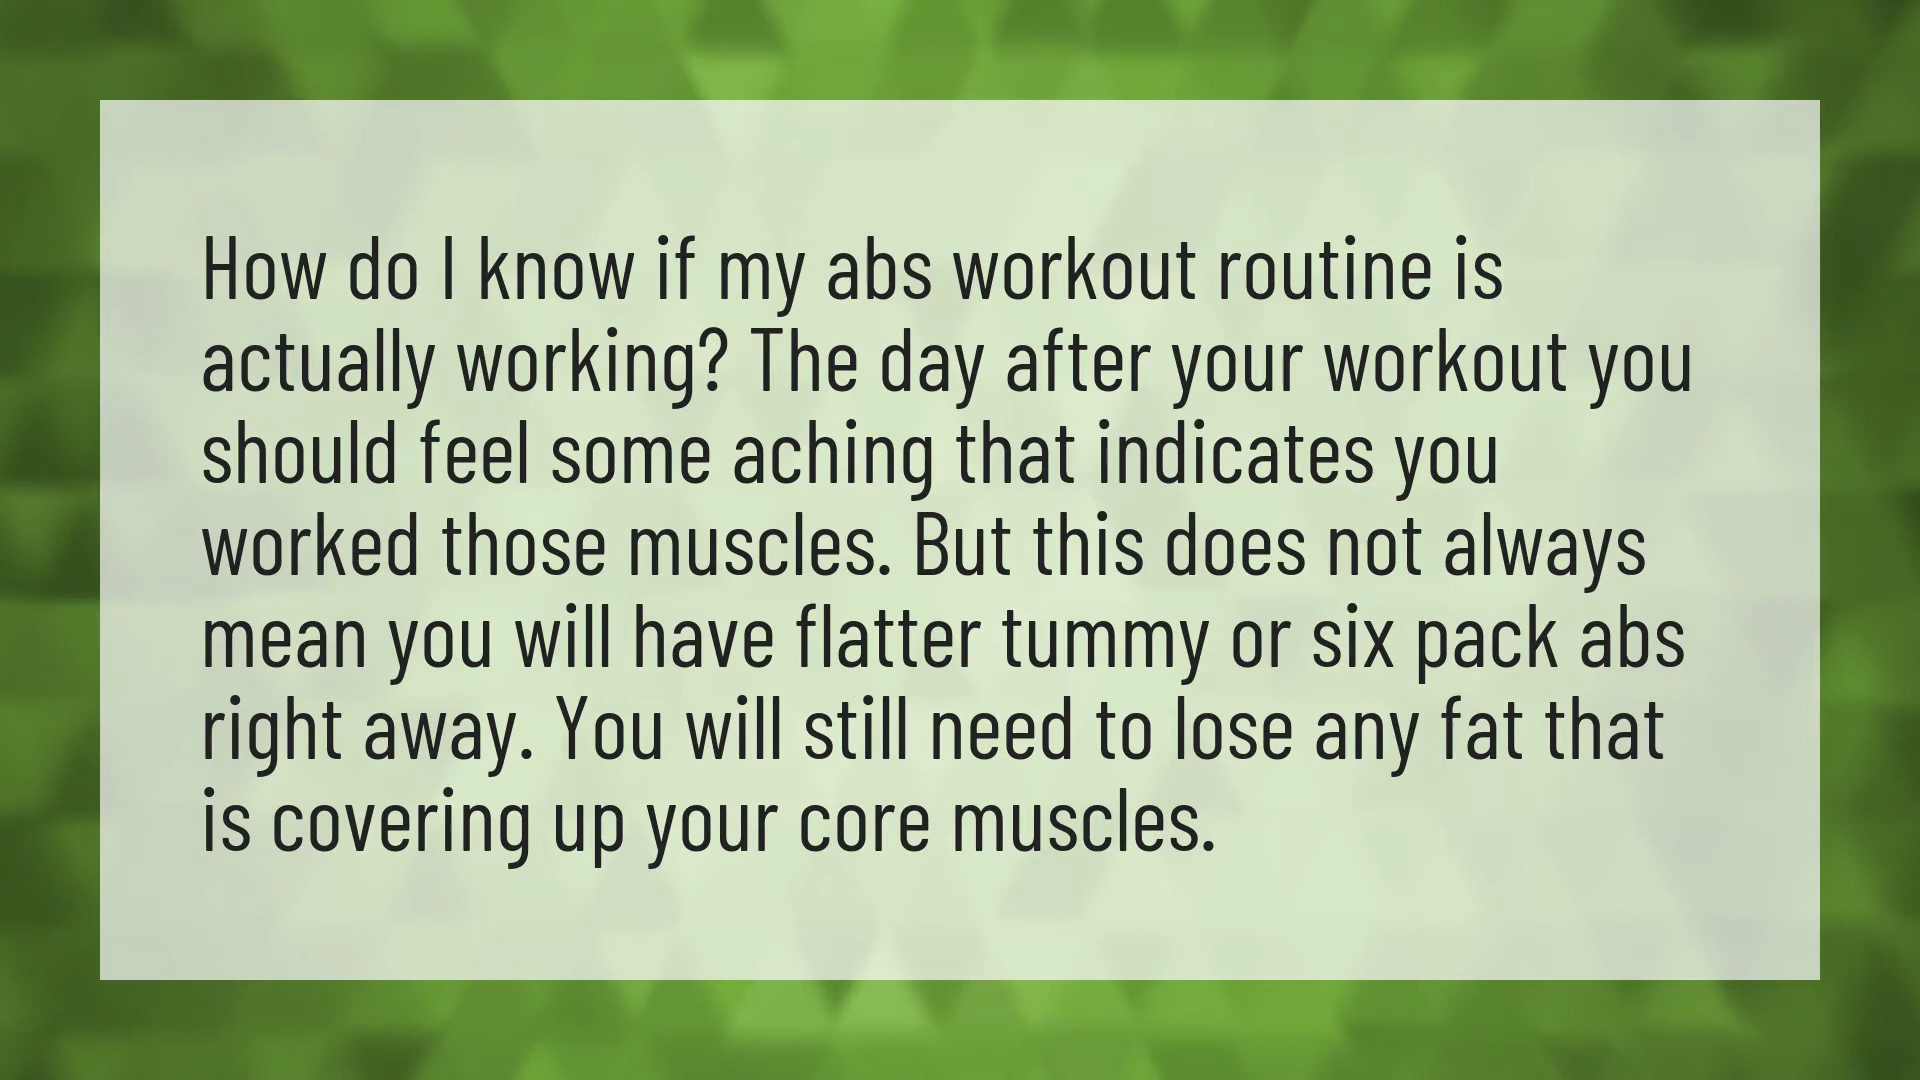 How do I know if my abs workout routine is
actually working? The day after your workout you
should feel some aching that indicates you
worked those muscles. But this does not always
mean you will have flatter tummy or six pack abs
right away. You will still need to lose any fat that
is covering up your core muscles.